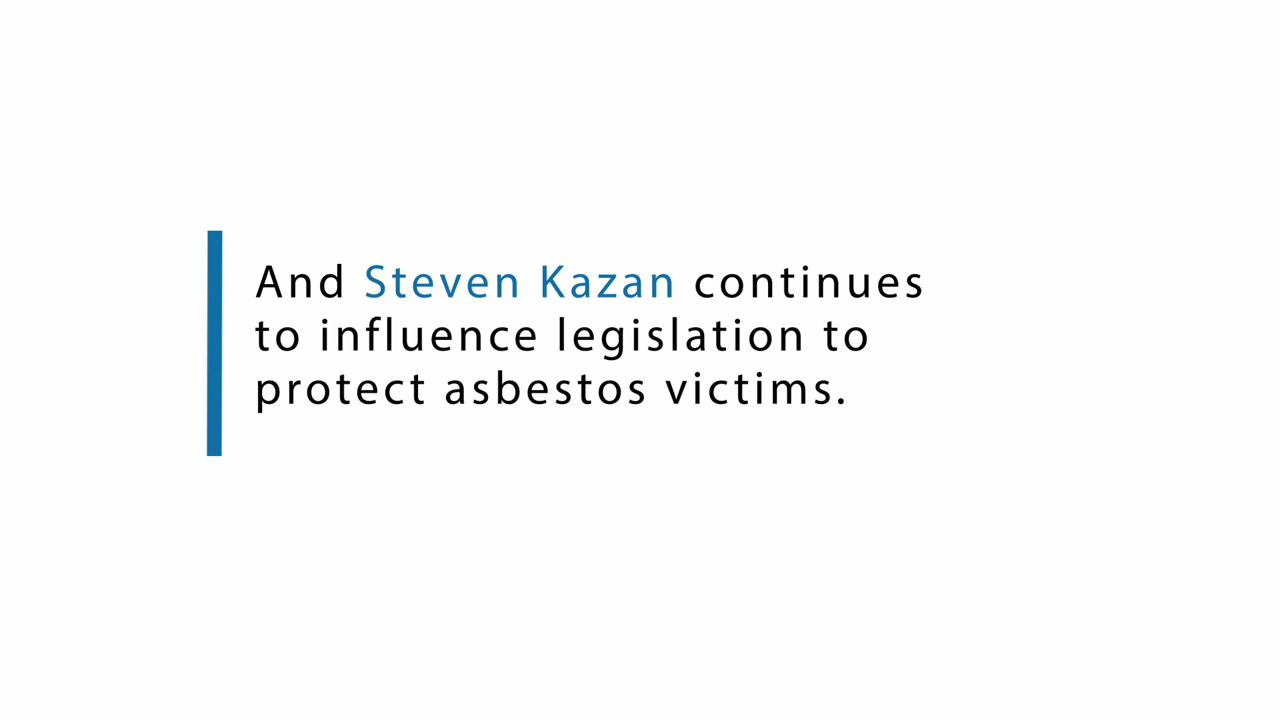 And Steven Kazan continues
to influence legislation to
protect asbestos victims.